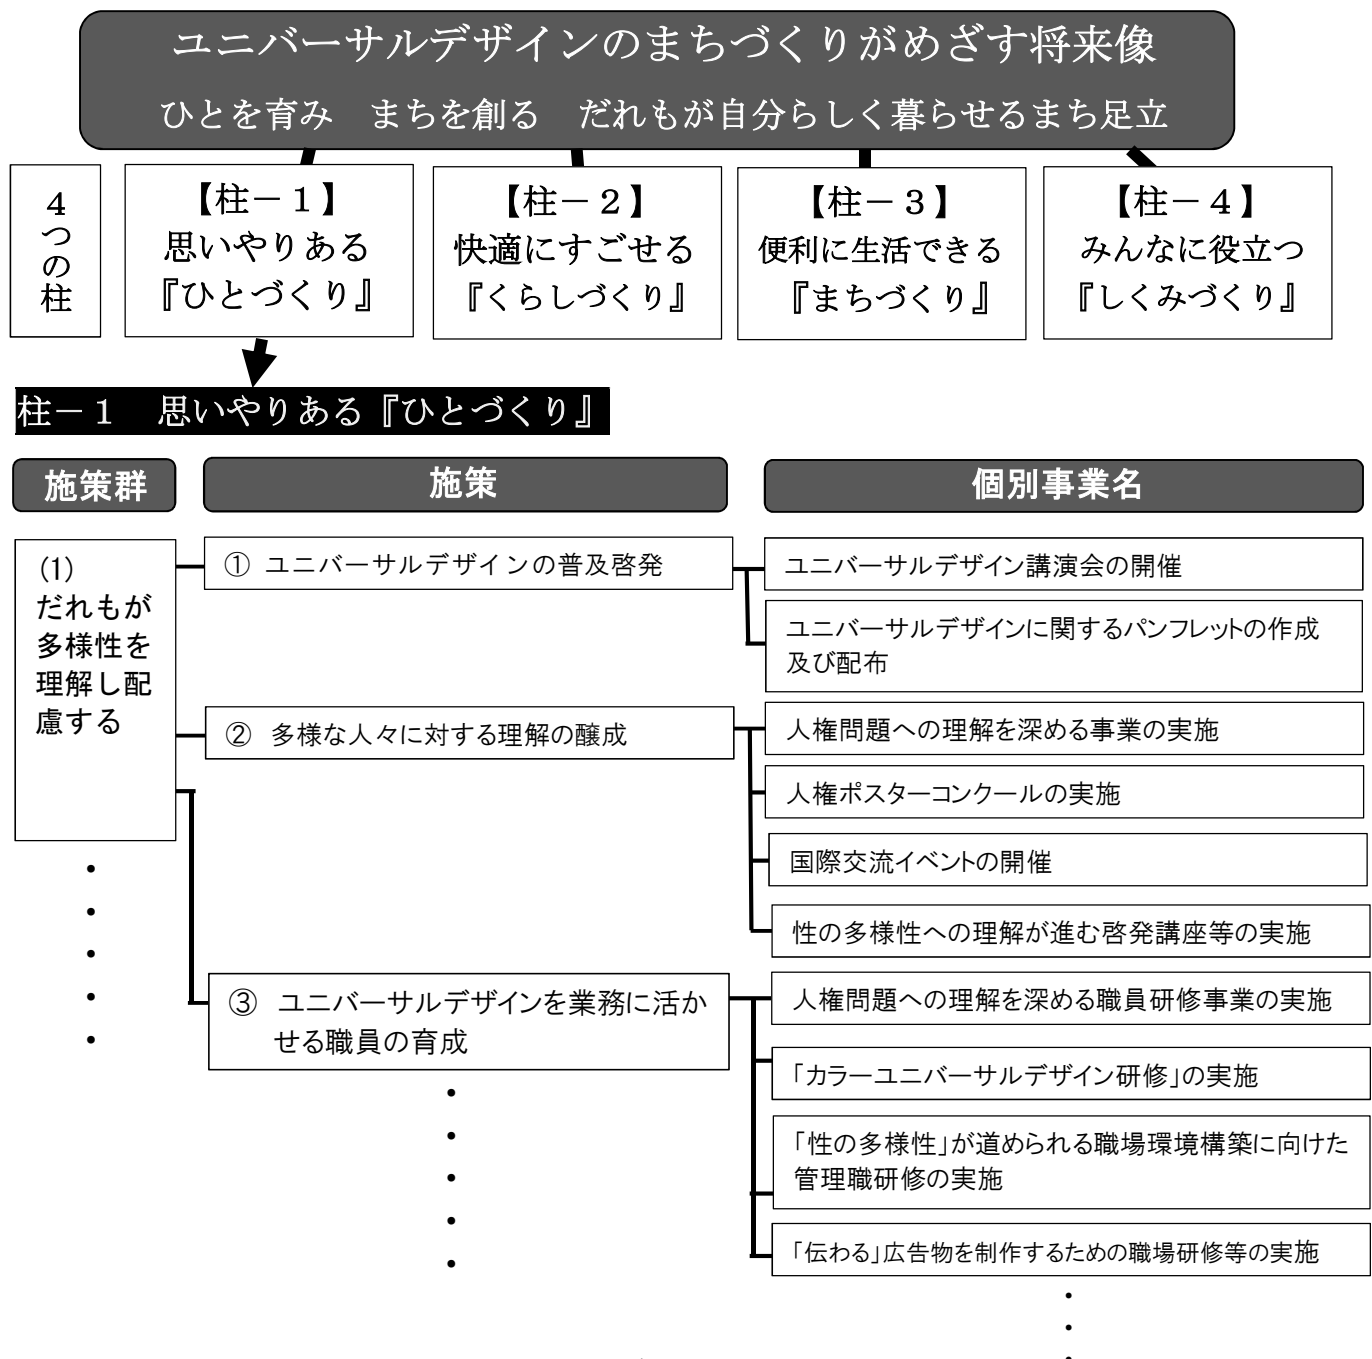 ユニバーサルデザインのまちづくりがめざす将来像
ひとを育み　まちを創る　だれもが自分らしく暮らせるまち足立
4つの柱
【柱－１】
思いやりある
『ひとづくり』
【柱－２】
快適にすごせる
『くらしづくり』
【柱－３】
便利に生活できる
『まちづくり』
【柱－４】
みんなに役立つ
『しくみづくり』
柱－１　思いやりある『ひとづくり』
施策群
施策
個別事業名
(1)
だれもが
多様性を
理解し配
慮する
① ユニバーサルデザインの普及啓発
ユニバーサルデザイン講演会の開催
ユニバーサルデザインに関するパンフレットの作成
及び配布
② 多様な人々に対する理解の醸成
人権問題への理解を深める事業の実施
人権ポスターコンクールの実施
国際交流イベントの開催
性の多様性への理解が進む啓発講座等の実施
③ ユニバーサルデザインを業務に活か
せる職員の育成
人権問題への理解を深める職員研修事業の実施
「カラーユニバーサルデザイン研修」の実施
「性の多様性」が道められる職場環境構築に向けた
管理職研修の実施
「伝わる」広告物を制作するための職場研修等の実施